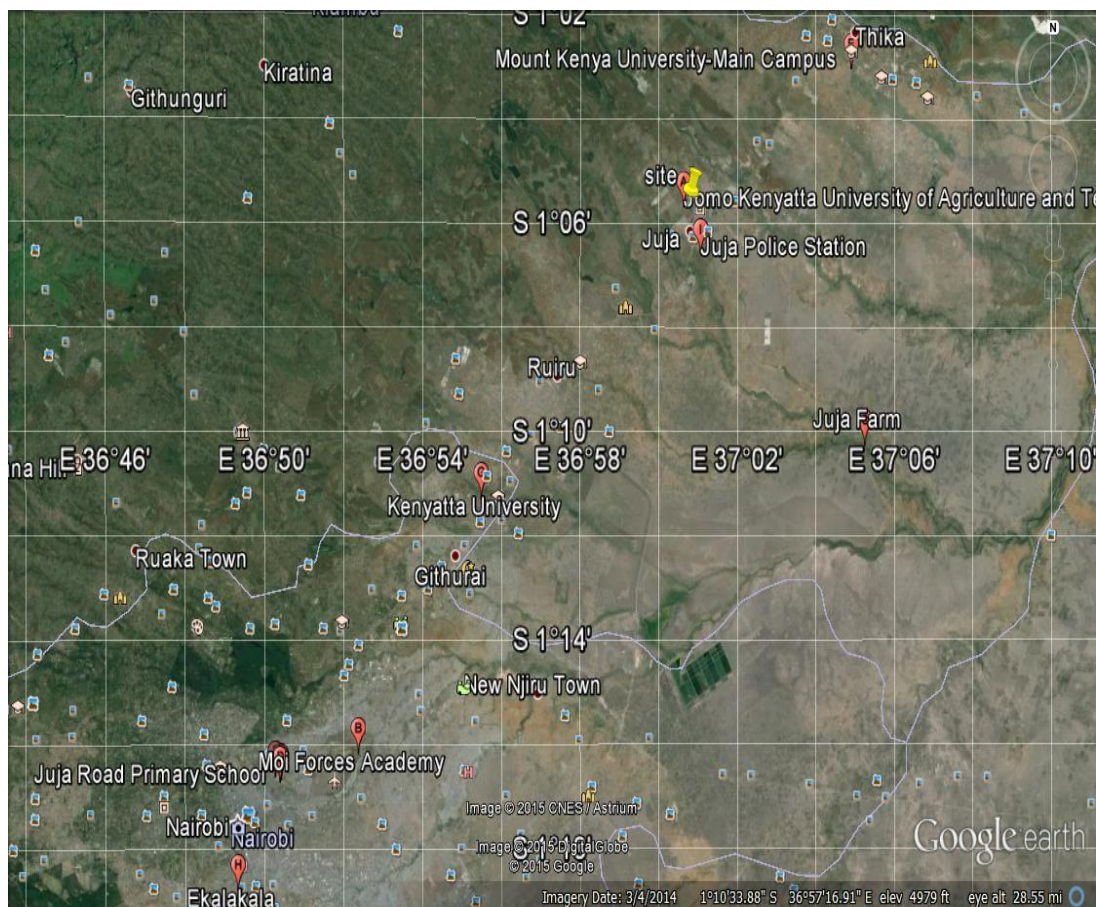 S 1°02'
Thika
Mount Kenya University-Main Campus
Kiratina
Githunguri
site
Jomo Kenyatta University of Agriculture and Te
S 1°06'
Juja
Juja Police Station
Ruiru
Juja Farm
S 1°10'
E 36°46'
E 36°50'
E 36°54'
E 36°58'
E 37°02'
E 37°06'
E 37°10'
Kenyatta University
Ruaka Town
Githurai
S 1°14'
New Njiru Town
Moi Forces Academy
Juja Road Primary School
Image © 2015 CNES / Astrium
Nairobi
Nairobi
Image © 2015 DigitalGlobe
© 2015 Google
Google earth
Ekalakala
Imagery Date: 3/4/2014 1°10'33.88" S 36°57'16.91" E elev 4979 ft eye alt 28.55 mi
N
A
I
G
B
H